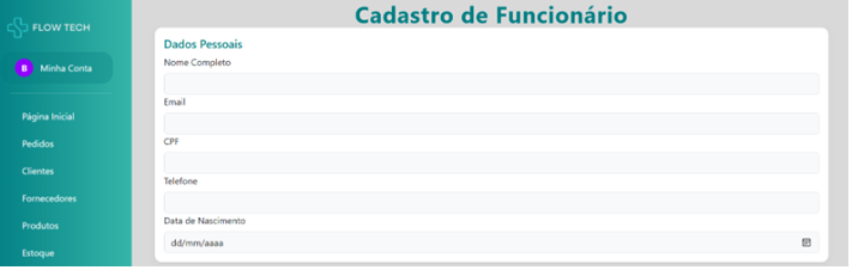 FLOW TECH
B Minha Conta
Página Inicial
Pedidos
Clientes
Fornecedores
Produtos
Estoque
Cadastro de Funcionário
Dados Pessoais
Nome Completo
Email
CPF
Telefone
Data de Nascimento
dd/mm/aaaa